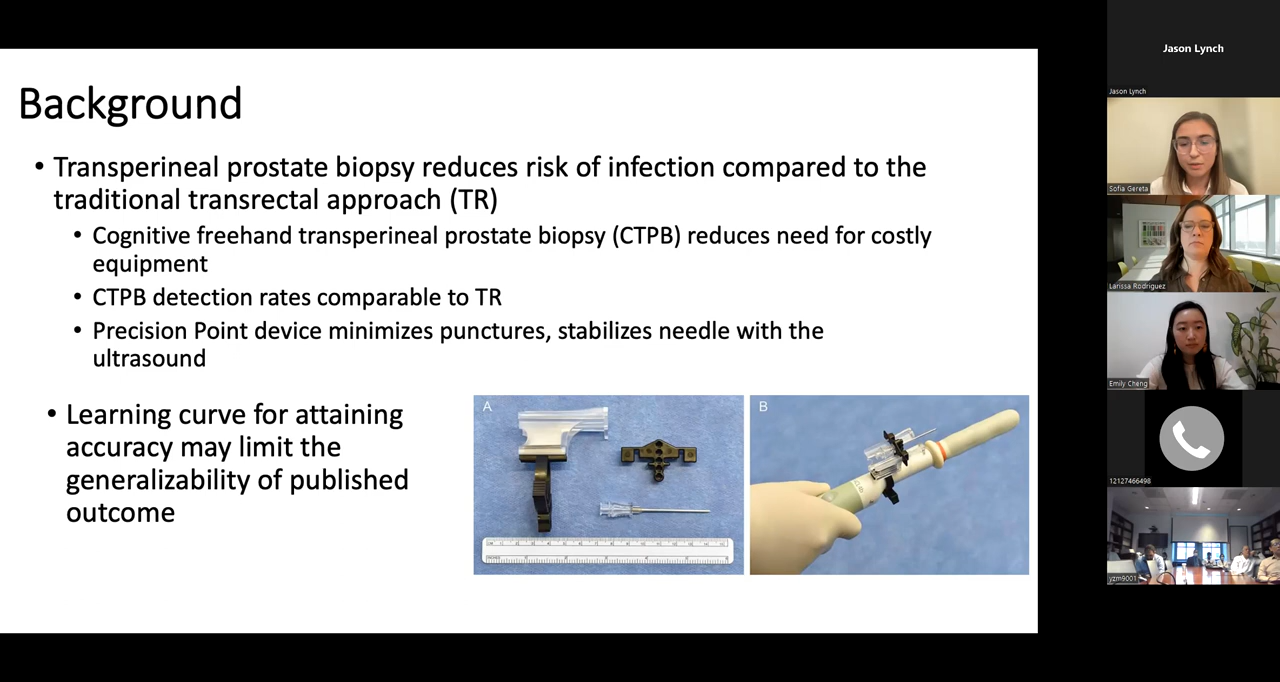 Background
• Transperineal prostate biopsy reduces risk of infection compared to the
traditional transrectal approach (TR)
• Cognitive freehand transperineal prostate biopsy (CTPB) reduces need for costly
equipment
• CTPB detection rates comparable to TR
• Precision Point device minimizes punctures, stabilizes needle with the
ultrasound
• Learning curve for attaining
accuracy may limit the
generalizability of published
outcome
A
B
Jason Lynch
Jason Lynch
Sofia Gereta
Larissa Rodriguez
Emily Cheng
12127466498
yzm9001